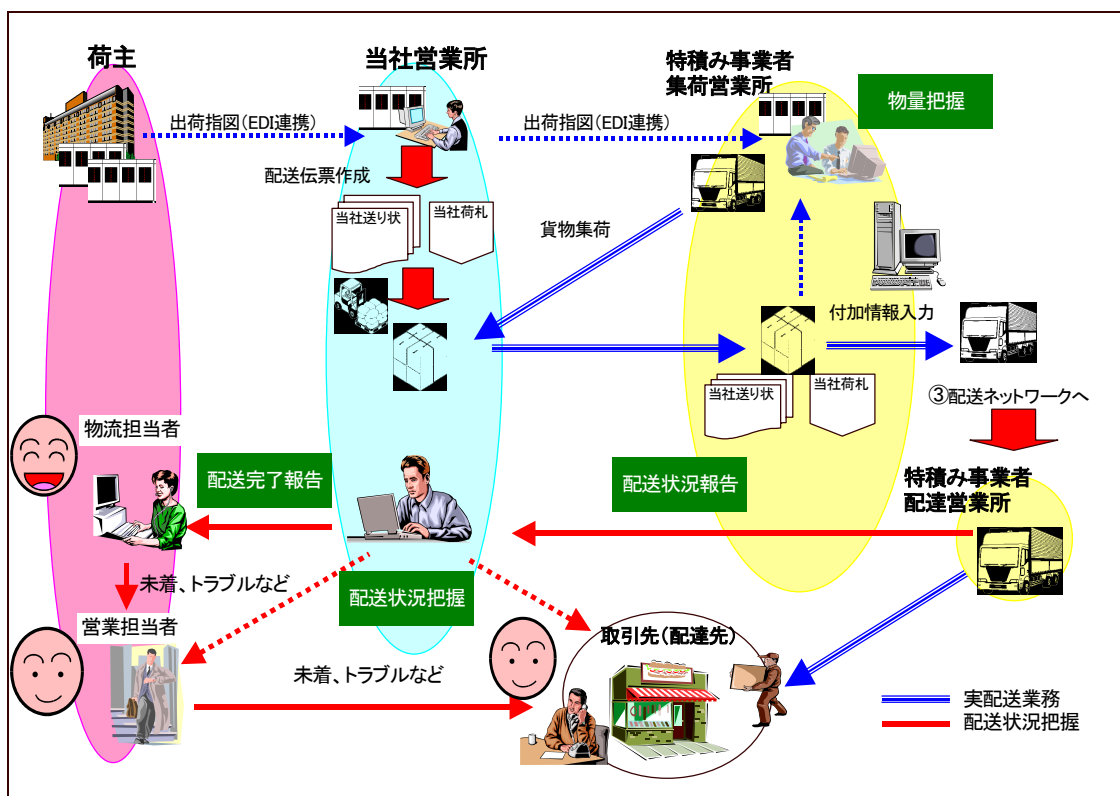 荷主
当社営業所
特積み事業者
集荷営業所
物量把握
出荷指図(EDI連携)
出荷指図(EDI連携)
配送伝票作成
当社送り状
当社荷札
貨物集荷
付加情報入力
当社送り状
当社荷札
③配送ネットワークへ
物流担当者
配送完了報告
配送状況報告
特積み事業者
配達営業所
未着、トラブルなど
配送状況把握
営業担当者
取引先(配達先)
未着、トラブルなど
実配送業務
配送状況把握